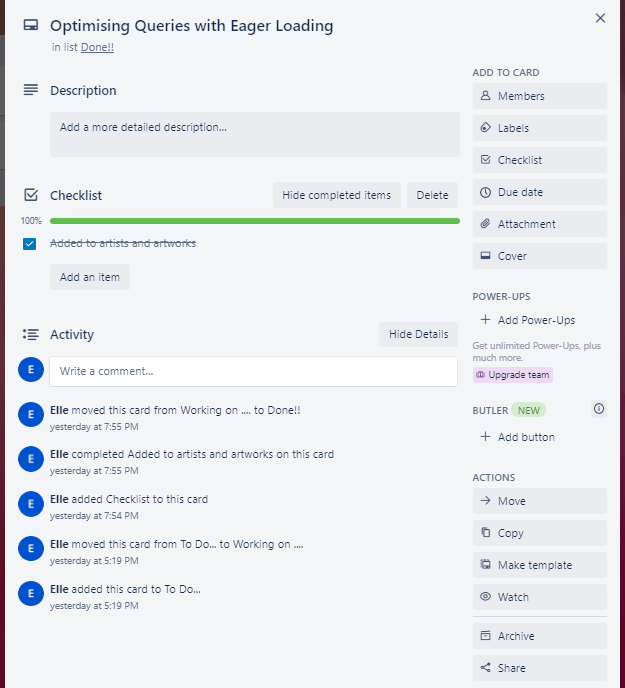 Optimising Queries with Eager Loading
in list Done!!
Description
Add a more detailed description...
Checklist
Hide completed items
Delete
100%
Added to artists and artworks
Add an item
Activity
Hide Details
E
Write a comment...
E
Elle moved this card from Working on .... to Done!!
yesterday at 7:55 PM
E
Elle completed Added to artists and artworks on this card
yesterday at 7:55 PM
E
Elle added Checklist to this card
yesterday at 7:54 PM
E
Elle moved this card from To Do... to Working on ....
yesterday at 5:19 PM
E
Elle added this card to To Do...
yesterday at 5:19 PM
ADD TO CARD
Members
Labels
Checklist
Due date
Attachment
Cover
POWER-UPS
Add Power-Ups
Get unlimited Power-Ups, plus
much more.
Upgrade team
BUTLER NEW
Add button
ACTIONS
Move
Copy
Make template
Watch
Archive
Share